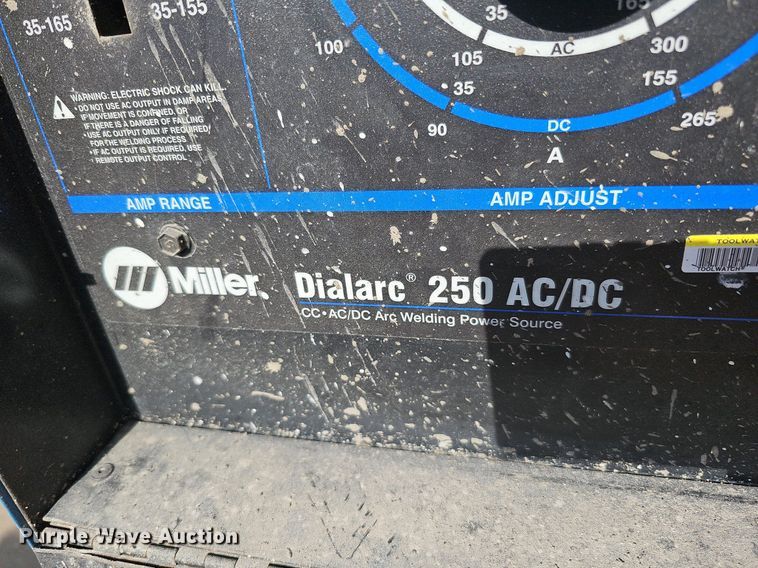 35-165
35-155
35
165
100
105
AC
300
35
155
90
DC
265
A
WARNING: ELECTRIC SHOCK CAN KILL.
• DO NOT USE AC OUTPUT IN DAMP AREAS,
IF MOVEMENT IS CONFINED, OR
IF THERE IS A DANGER OF FALLING
• USE AC OUTPUT ONLY IF REQUIRED
FOR THE WELDING PROCESS
• IF AC OUTPUT IS REQUIRED, USE
REMOTE OUTPUT CONTROL.
AMP RANGE
AMP ADJUST
TOOLWATCH
TOOLWATCH®
Miller®
Dialarc® 250 AC/DC
CC • AC/DC Arc Welding Power Source
Purple Wave Auction